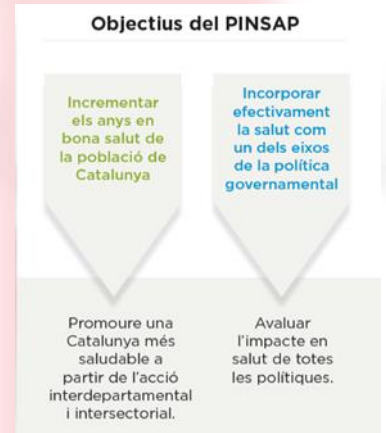 Objectius del PINSAP
Incrementar
els anys en
bona salut de
la població de
Catalunya
Incorporar
efectivament
la salut com
un dels eixos
de la política
governamental
Promoure una
Catalunya més
saludable a
partir de l'acció
interdepartamental
i intersectorial.
Avaluar
l'impacte en
salut de totes
les polítiques.